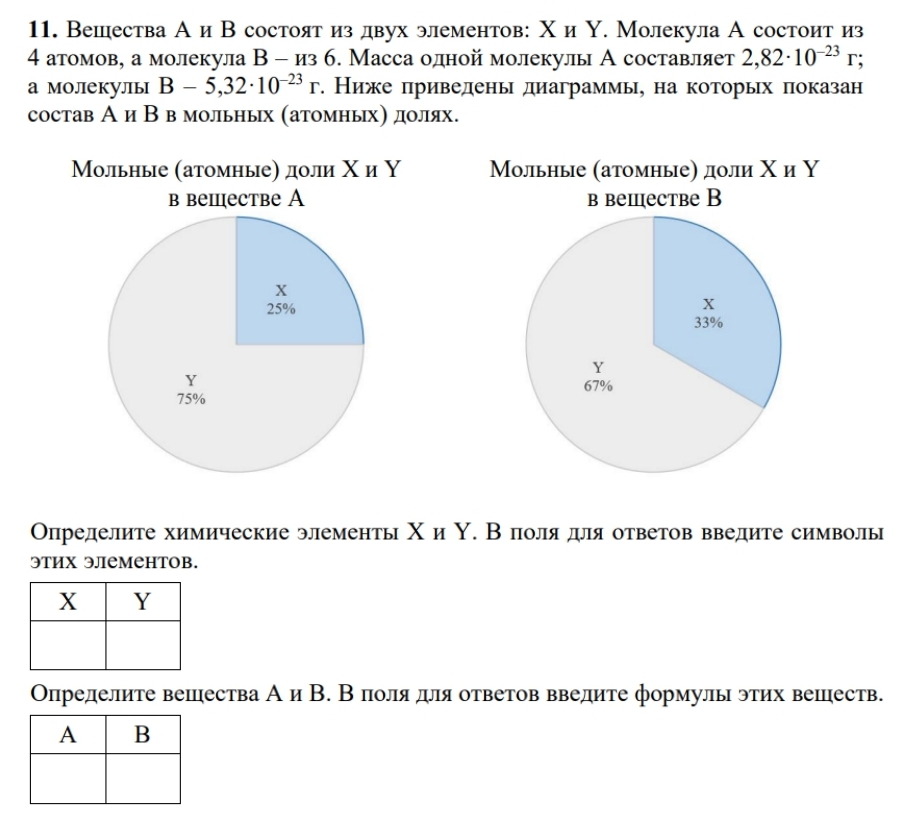 11. Вещества A и B состоят из двух элементов: X и Y. Молекула A состоит из
4 атомов, а молекула B – из 6. Масса одной молекулы A составляет 2,82·10⁻²³ г;
а молекулы B – 5,32·10⁻²³ г. Ниже приведены диаграммы, на которых показан
состав A и B в мольных (атомных) долях.
Мольные (атомные) доли X и Y
в веществе A
X
25%
Y
75%
Мольные (атомные) доли X и Y
в веществе B
X
33%
Y
67%
Определите химические элементы X и Y. В поля для ответов введите символы
этих элементов.
X Y
Определите вещества A и B. В поля для ответов введите формулы этих веществ.
A B